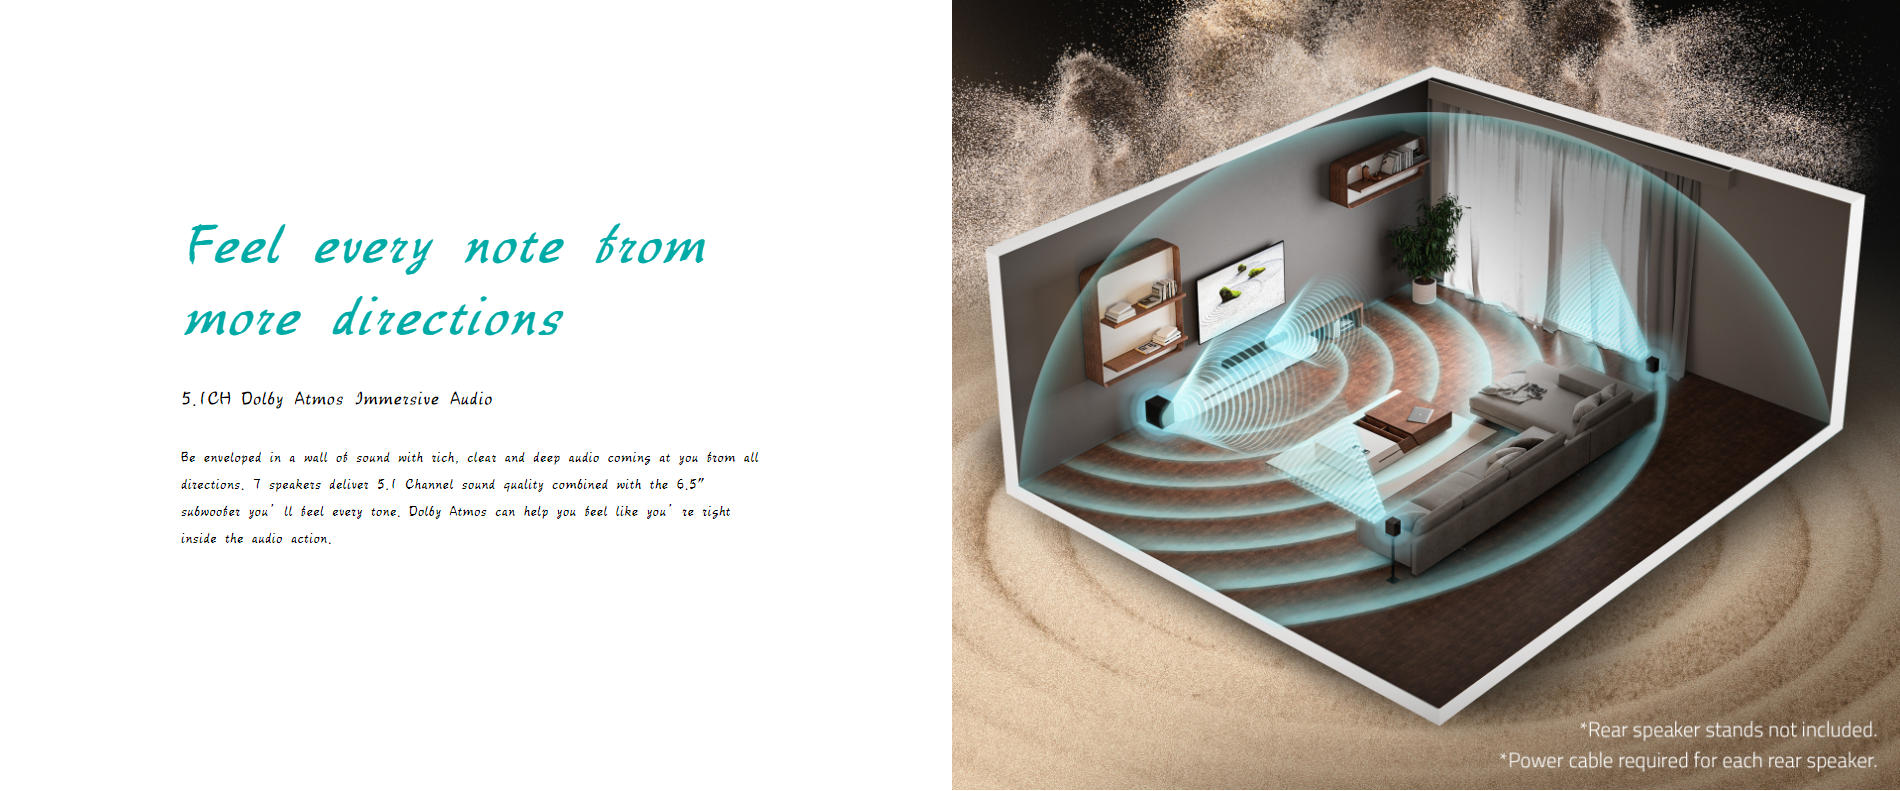 Feel every note from
more directions
5.1CH Dolby Atmos Immersive Audio
Be enveloped in a wall of sound with rich, clear and deep audio coming at you from all
directions. 7 speakers deliver 5.1 Channel sound quality combined with the 6.5"
subwoofer you’ll feel every tone. Dolby Atmos can help you feel like you’re right
inside the audio action.
*Rear speaker stands not included.
*Power cable required for each rear speaker.